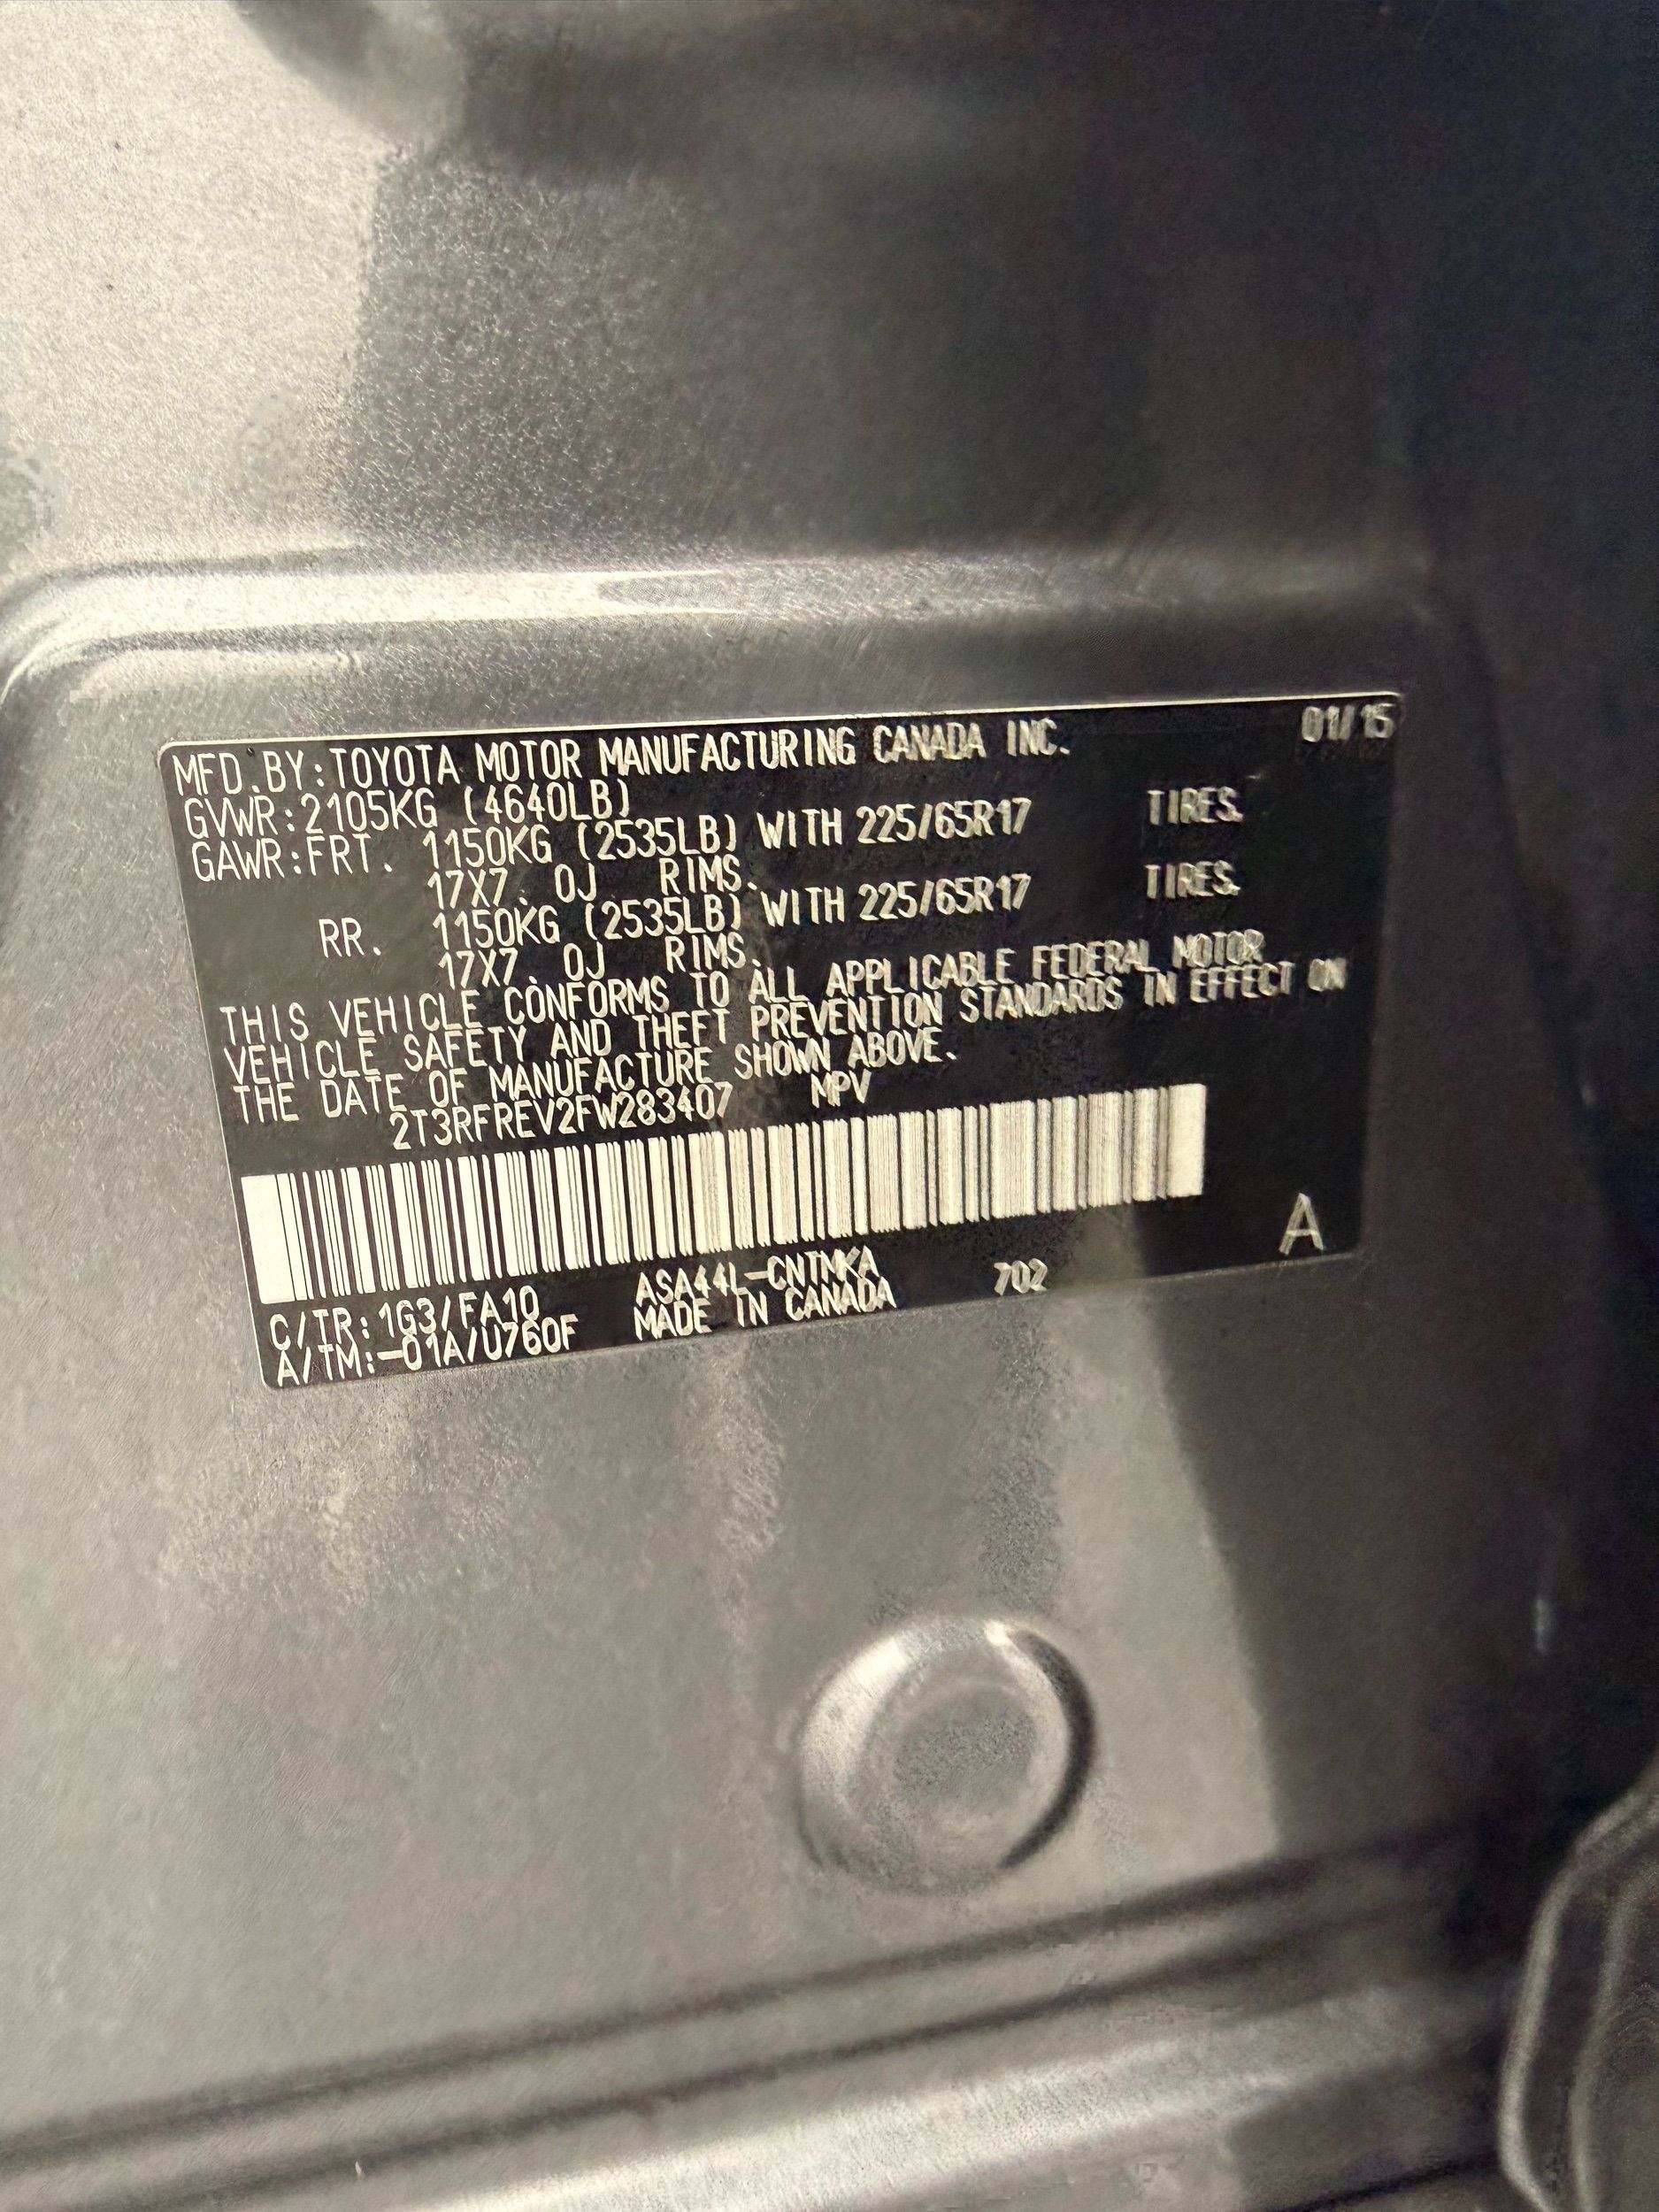 MFD.BY:TOYOTA MOTOR MANUFACTURING CANADA INC. 01/15
GVWR:2105KG (4640LB)
GAWR:FRT. 1150KG (2535LB) WITH 225/65R17 TIRES.
17X7. 0J RIMS.
RR. 1150KG (2535LB) WITH 225/65R17 TIRES.
17X7. 0J RIMS.
THIS VEHICLE CONFORMS TO ALL APPLICABLE FEDERAL MOTOR
VEHICLE SAFETY AND THEFT PREVENTION STANDARDS IN EFFECT ON
THE DATE OF MANUFACTURE SHOWN ABOVE.
2T3RFREV2FW283407 MPV
A
C/TR:1G3/FA10 ASA44L-CNTMKA 702
A/TM:-01A/U760F MADE IN CANADA